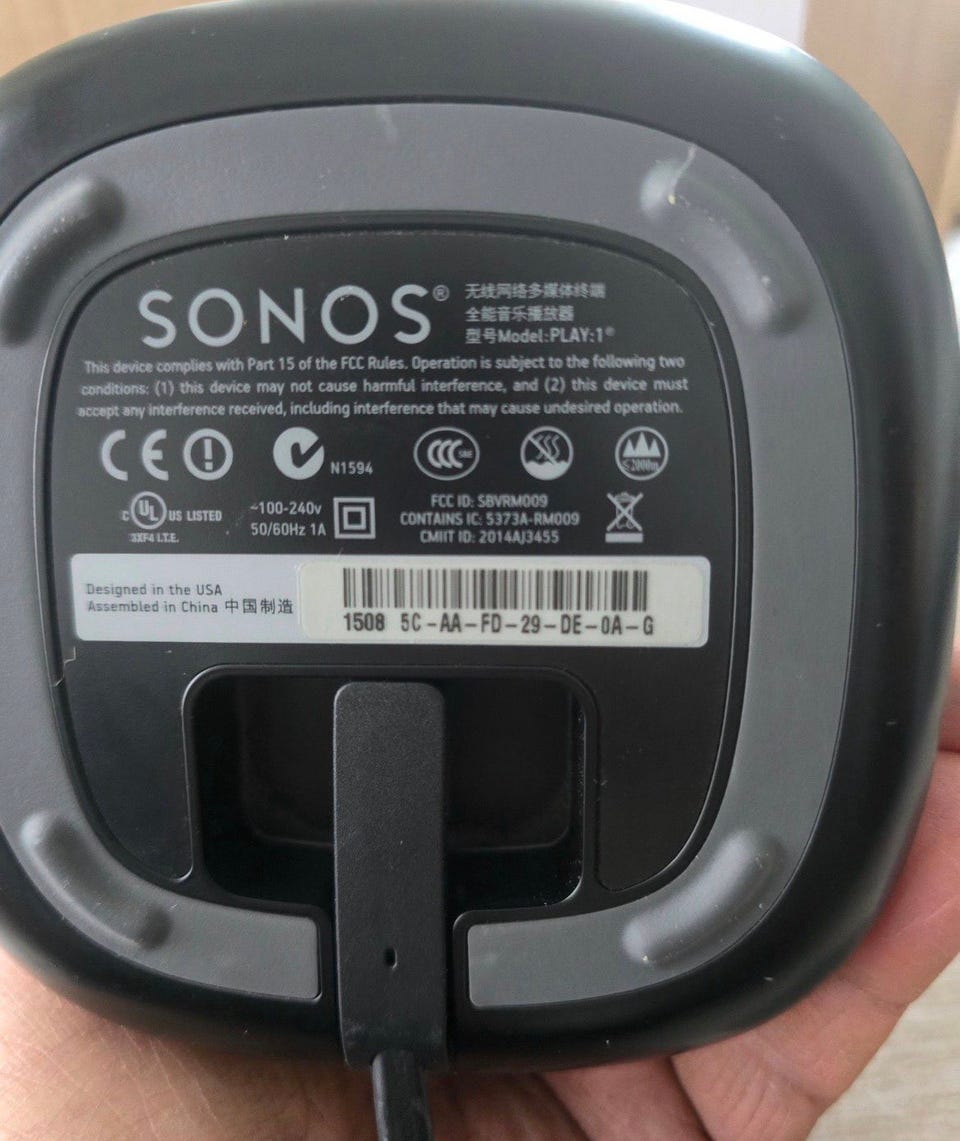 SONOS®
无线网络多媒体终端
全能音乐播放器
型号Model:PLAY:1®
This device complies with Part 15 of the FCC Rules. Operation is subject to the following two
conditions: (1) this device may not cause harmful interference, and (2) this device must
accept any interference received, including interference that may cause undesired operation.
CE
N1594
CCC S&E
≤2000m
c UL US LISTED
3XF4 I.T.E.
~100-240v
50/60Hz 1A
FCC ID: SBVRM009
CONTAINS IC: 5373A-RM009
CMIIT ID: 2014AJ3455
Designed in the USA
Assembled in China 中国制造
1508 5C-AA-FD-29-DE-0A-G